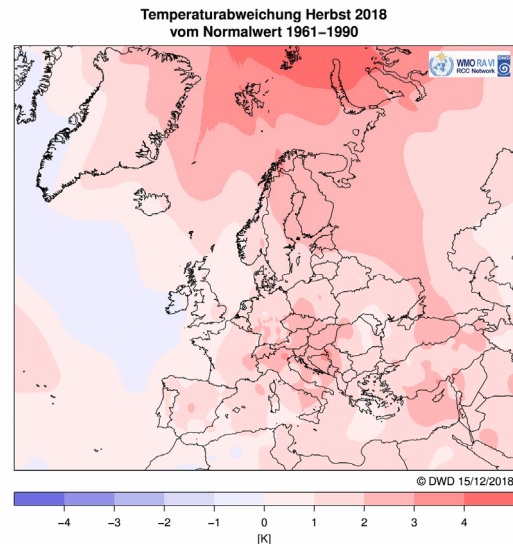 Temperaturabweichung Herbst 2018
vom Normalwert 1961−1990
WMO RA VI
RCC Network
© DWD 15/12/2018
−4 −3 −2 −1 0 1 2 3 4
[K]